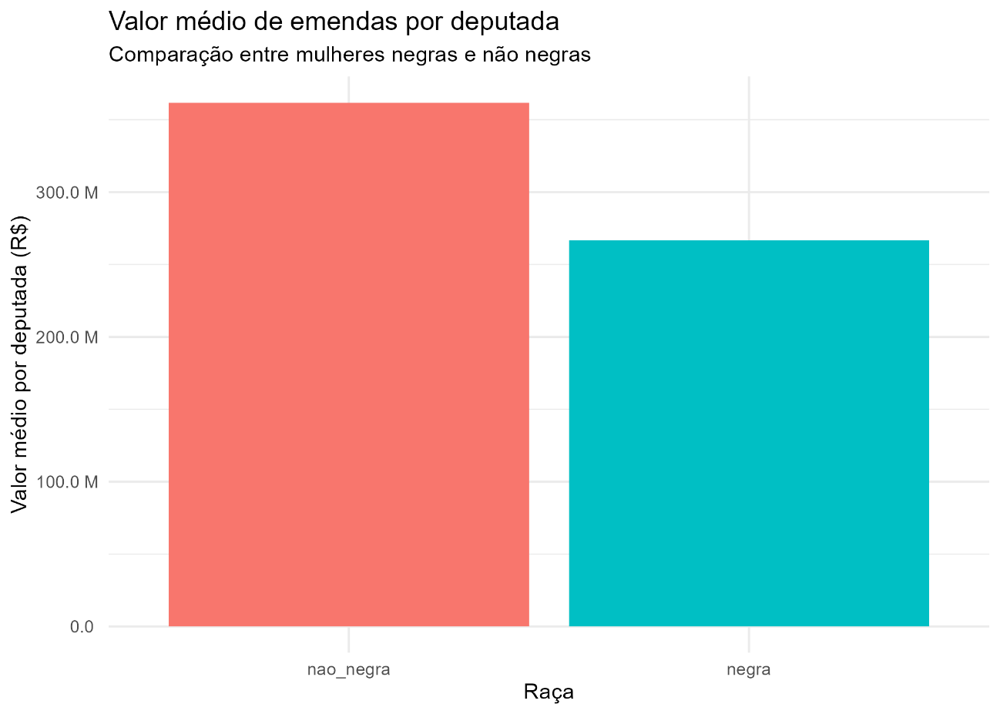 Valor médio de emendas por deputada
Comparação entre mulheres negras e não negras
Valor médio por deputada (R$)
300.0 M
200.0 M
100.0 M
0.0
nao_negra
negra
Raça